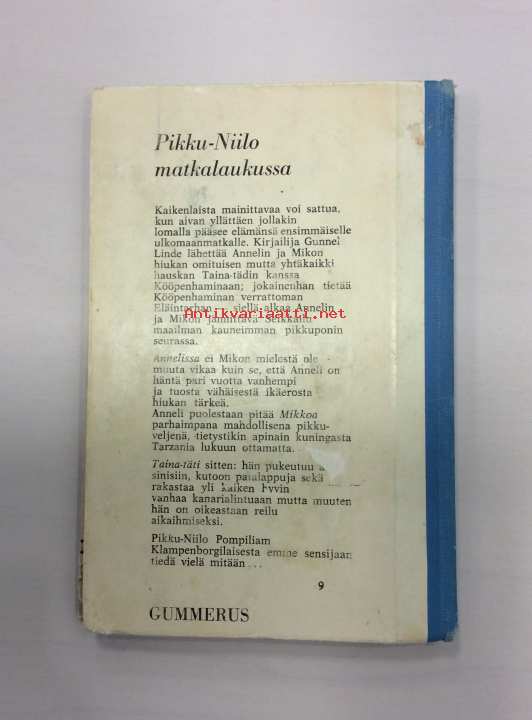 Pikku-Niilo
matkalaukussa
Kaikenlaista mainittavaa voi sattua,
kun aivan yllättäen jollakin
lomalla pääsee elämänsä ensimmäiselle
ulkomaanmatkalle. Kirjailija Gunnel
Linde lähettää Annelin ja Mikon
hiukan omituisen mutta yhtäkaikki
hauskan Taina-tädin kanssa
Kööpenhaminaan; jokainenhan tietää
Kööpenhaminan verrattoman
Eläintarhan siellä alkaa Annelin
Antikvariaatti.net
ja Mikon jännittävä Seikkailu
maailman kauneimman pikkuponin
seurassa.
Annelissa ei Mikon mielestä ole
muuta vikaa kuin se, että Anneli on
häntä pari vuotta vanhempi
ja tuosta vähäisestä ikäerosta
hiukan tärkeä.
Anneli puolestaan pitää Mikkoa
parhaimpana mahdollisena pikku-
veljenä, tietystikin apinain kuningasta
Tarzania lukuun ottamatta.
Taina-täti sitten: hän pukeutuu
sinisiin, kutoo patalappuja sekä
rakastaa yli kaiken hyvin
vanhaa kanarialintuaan mutta muuten
hän on oikeastaan reilu
aikaihmiseksi.
Pikku-Niilo Pompiliam
Klampenborgilaisesta emme sensijaan
tiedä vielä mitään...
9
GUMMERUS